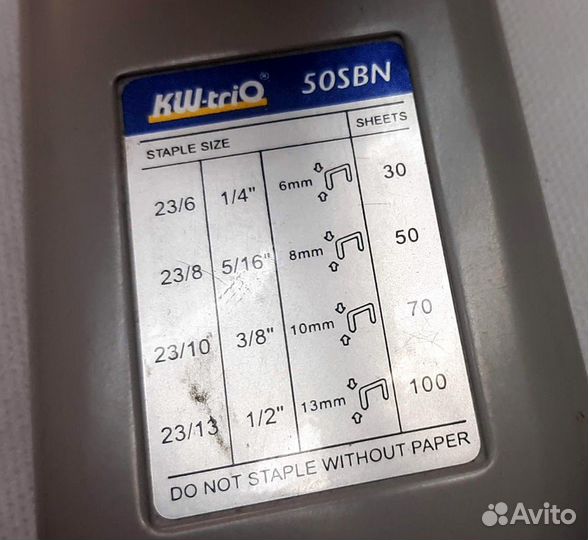 KW-triO® 50SBN
STAPLE SIZE SHEETS
23/6 1/4" 6mm 30
23/8 5/16" 8mm 50
23/10 3/8" 10mm 70
23/13 1/2" 13mm 100
DO NOT STAPLE WITHOUT PAPER
Avito